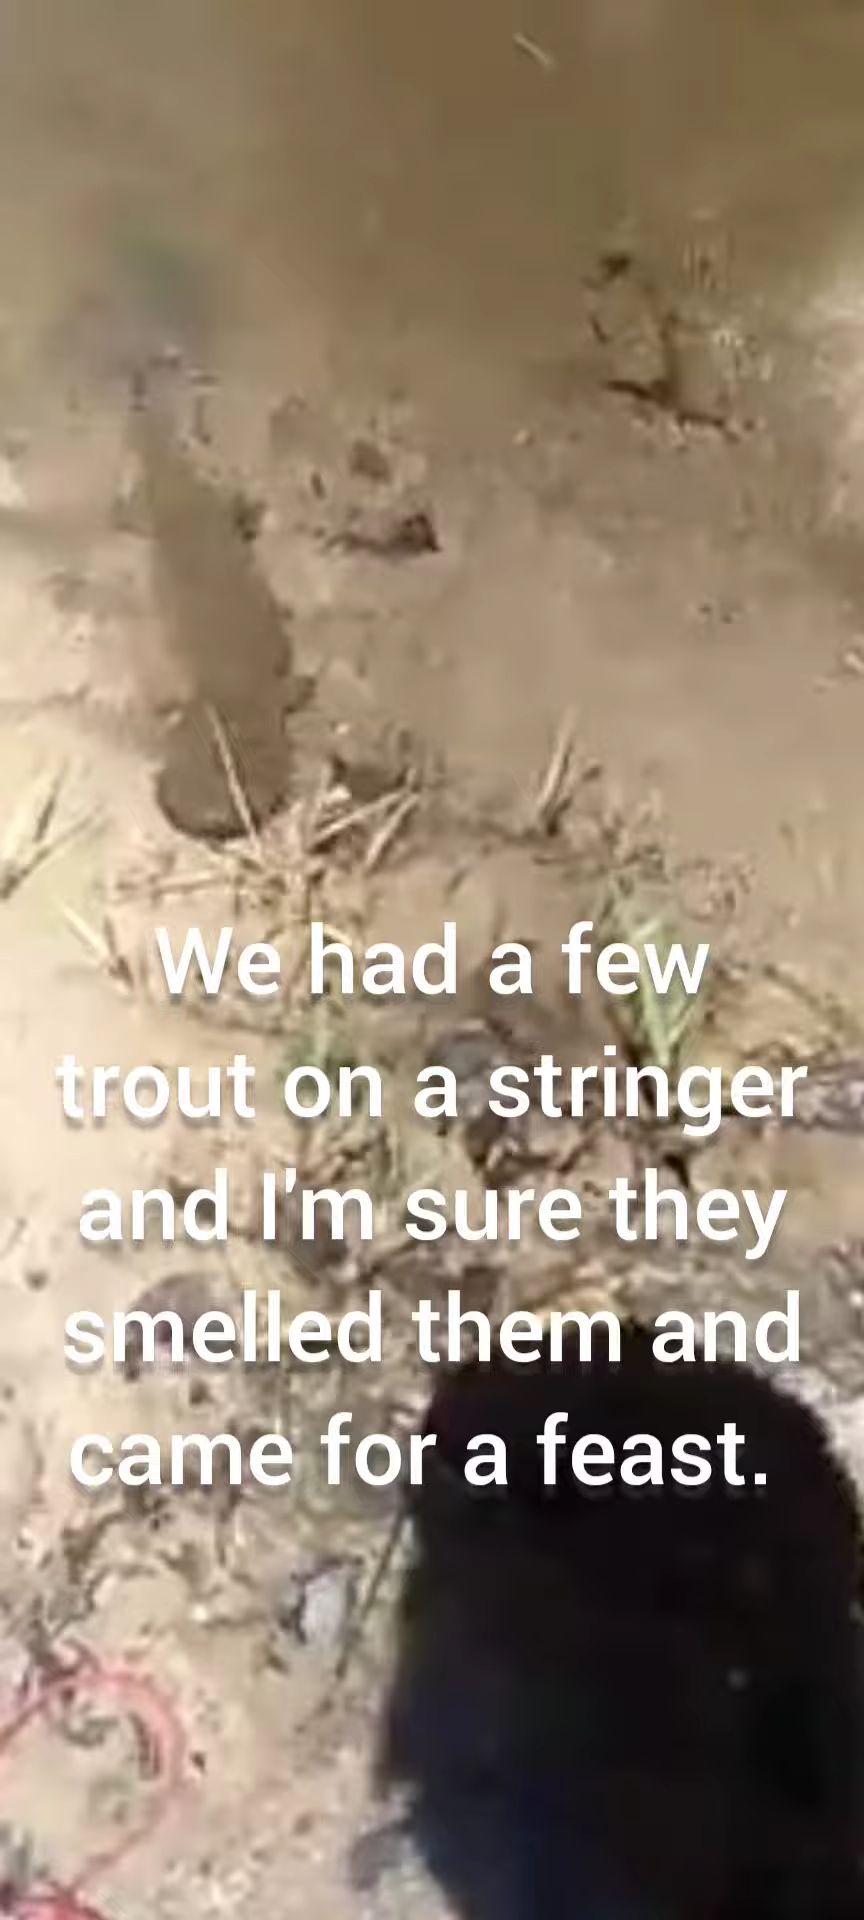 We had a few
trout on a stringer
and I'm sure they
smelled them and
came for a feast.